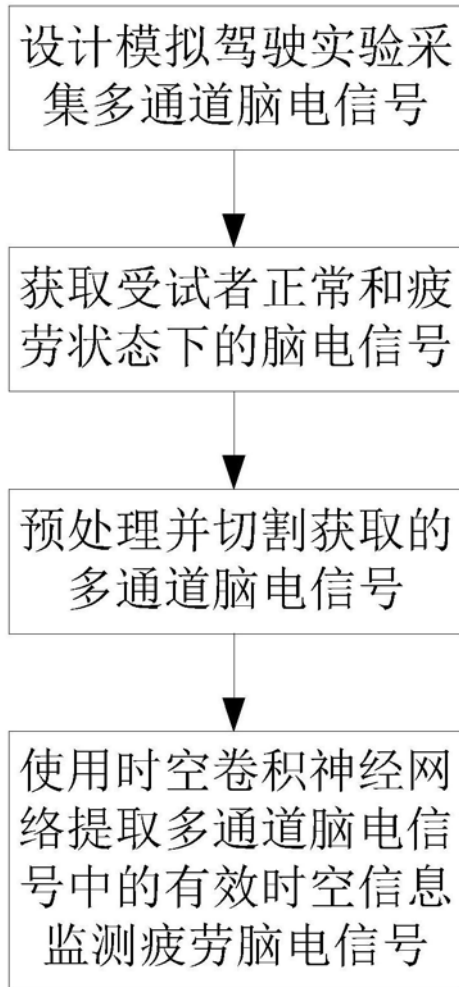 设计模拟驾驶实验采
集多通道脑电信号
获取受试者正常和疲
劳状态下的脑电信号
预处理并切割获取的
多通道脑电信号
使用时空卷积神经网
络提取多通道脑电信
号中的有效时空信息
监测疲劳脑电信号